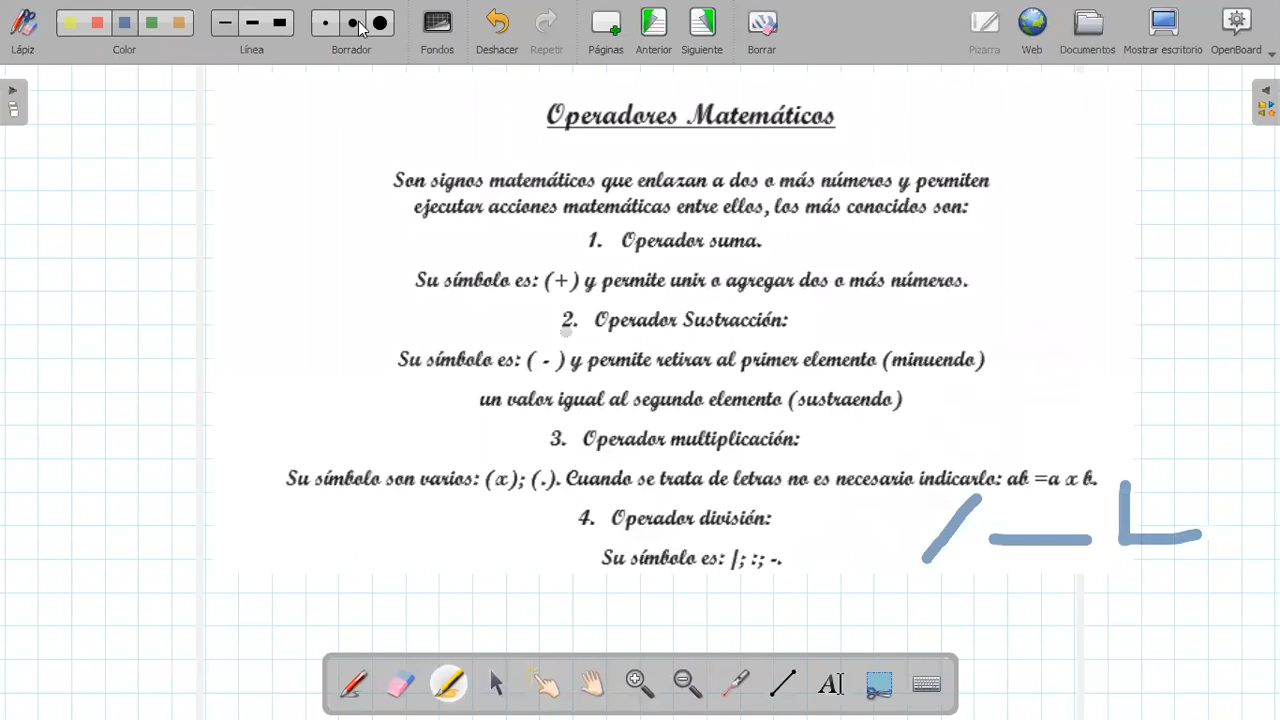 Lápiz
Color
Línea
Borrador
Fondos
Deshacer
Repetir
Páginas
Anterior
Siguiente
Borrar
Pizarra
Web
Documentos
Mostrar escritorio
OpenBoard
Operadores Matemáticos
Son signos matemáticos que enlazan a dos o más números y permiten
ejecutar acciones matemáticas entre ellos, los más conocidos son:
1. Operador suma.
Su símbolo es: (+) y permite unir o agregar dos o más números.
2. Operador Sustracción:
Su símbolo es: ( - ) y permite retirar al primer elemento (minuendo)
un valor igual al segundo elemento (sustraendo)
3. Operador multiplicación:
Su símbolo son varios: (x); (.). Cuando se trata de letras no es necesario indicarlo: ab =a x b.
4. Operador división:
Su símbolo es: |; :; -.
AI